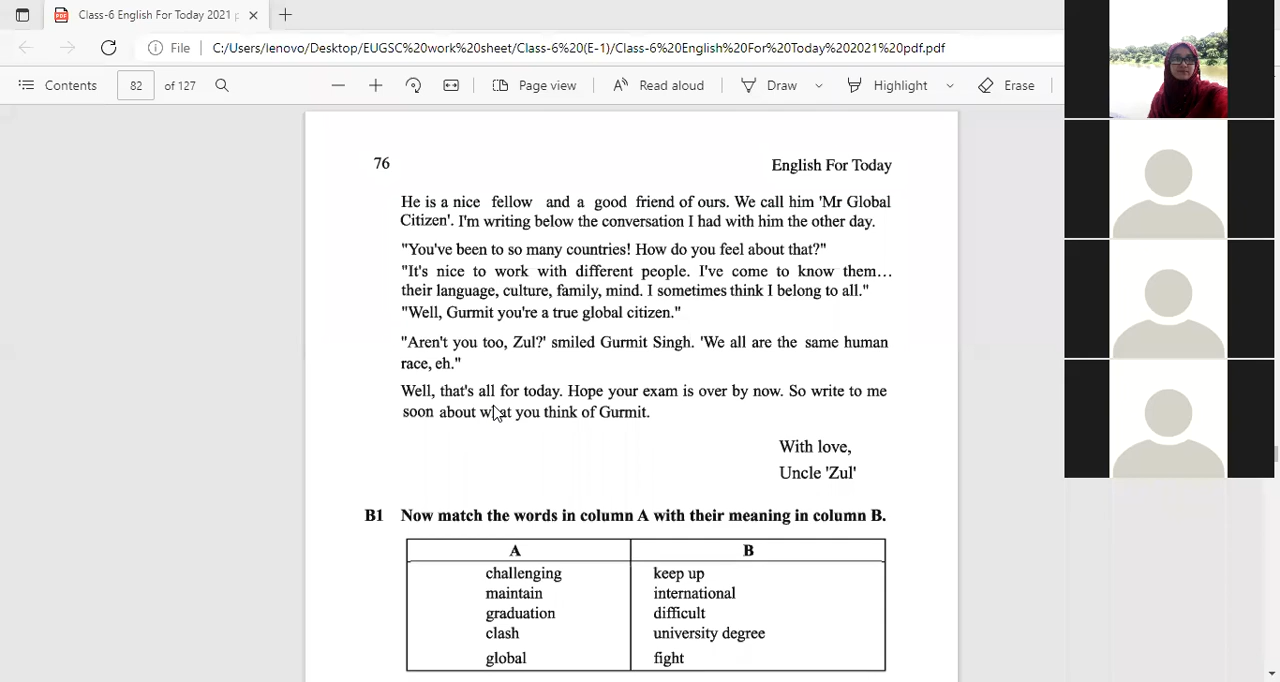 Class-6 English For Today 2021 p
File
C:/Users/lenovo/Desktop/EUGSC%20work%20sheet/Class-6%20(E-1)/Class-6%20English%20For%20Today%202021%20pdf.pdf
Contents
82
of 127
Page view
Read aloud
Draw
Highlight
Erase
76
English For Today
He is a nice fellow and a good friend of ours. We call him 'Mr Global
Citizen'. I'm writing below the conversation I had with him the other day.
"You've been to so many countries! How do you feel about that?"
"It's nice to work with different people. I've come to know them...
their language, culture, family, mind. I sometimes think I belong to all."
"Well, Gurmit you're a true global citizen."
"Aren't you too, Zul?' smiled Gurmit Singh. 'We all are the same human
race, eh."
Well, that's all for today. Hope your exam is over by now. So write to me
soon about what you think of Gurmit.
With love,
Uncle 'Zul'
B1 Now match the words in column A with their meaning in column B.
A B
challenging keep up
maintain international
graduation difficult
clash university degree
global fight